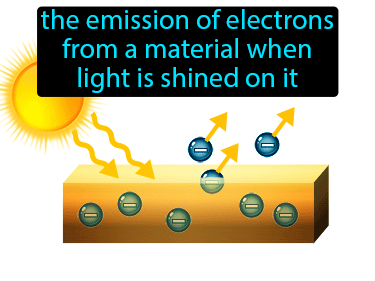 the emission of electrons
from a material when
light is shined on it